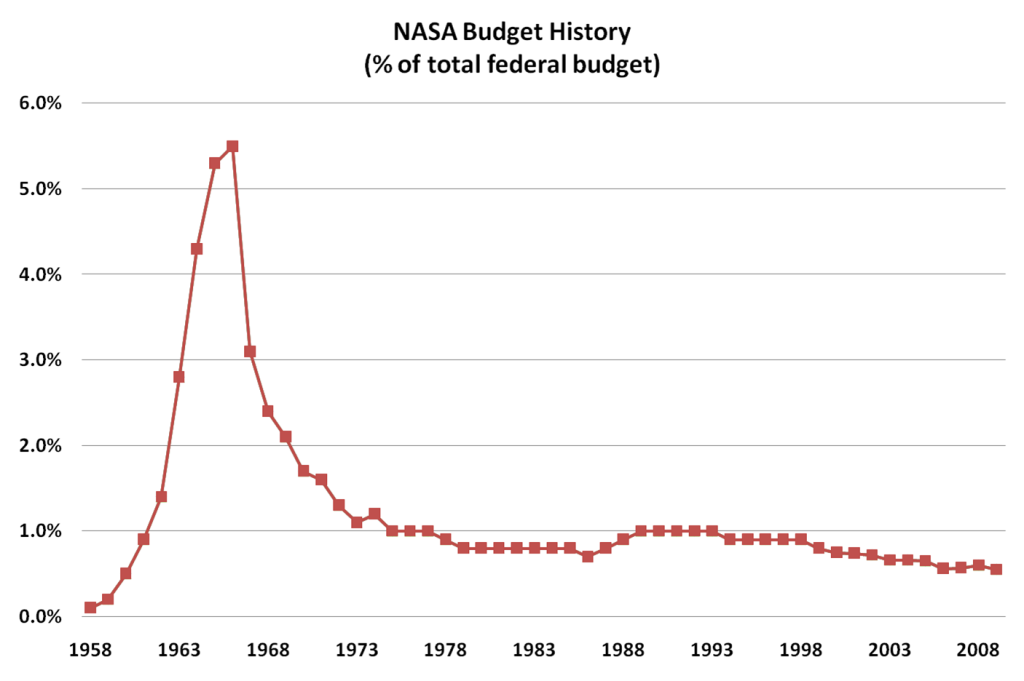 NASA Budget History
(% of total federal budget)
6.0%
5.0%
4.0%
3.0%
2.0%
1.0%
0.0%
1958 1963 1968 1973 1978 1983 1988 1993 1998 2003 2008